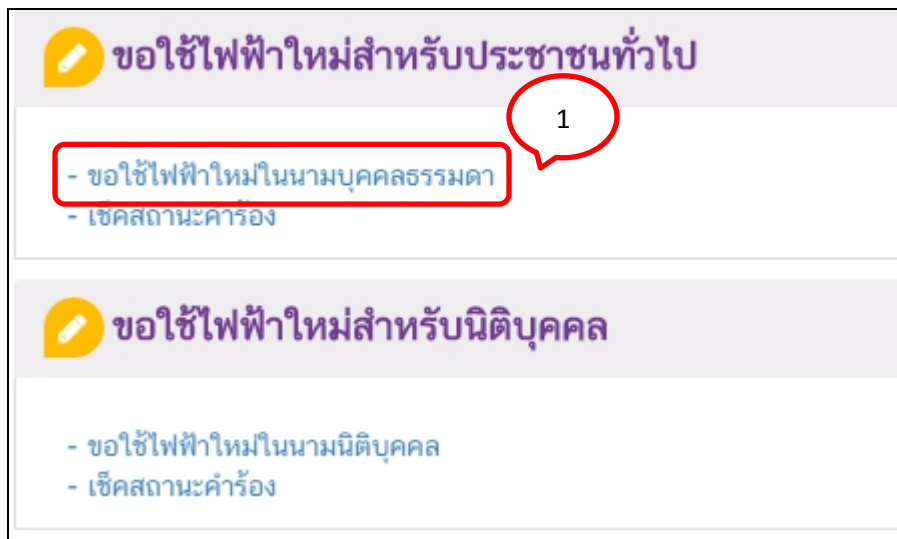 ขอใช้ไฟฟ้าใหม่สำหรับประชาชนทั่วไป
1
- ขอใช้ไฟฟ้าใหม่ในนามบุคคลธรรมดา
- เช็คสถานะคำร้อง
ขอใช้ไฟฟ้าใหม่สำหรับนิติบุคคล
- ขอใช้ไฟฟ้าใหม่ในนามนิติบุคคล
- เช็คสถานะคำร้อง